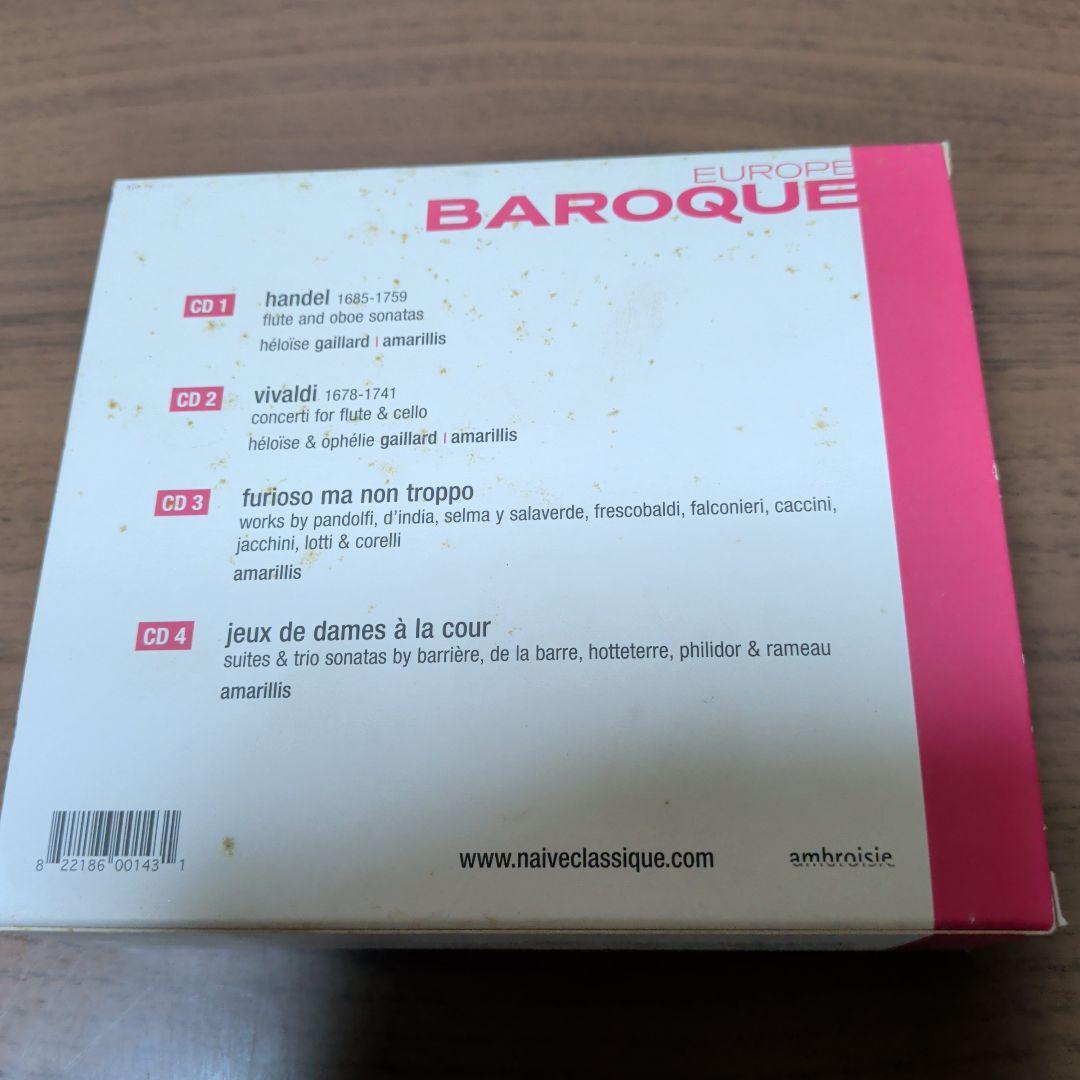 EUROPE
BAROQUE
CD 1
handel 1685-1759
flute and oboe sonatas
héloïse gaillard | amarillis
CD 2
vivaldi 1678-1741
concerti for flute & cello
héloïse & ophélie gaillard | amarillis
CD 3
furioso ma non troppo
works by pandolfi, d'india, selma y salaverde, frescobaldi, falconieri, caccini,
jacchini, lotti & corelli
amarillis
CD 4
jeux de dames à la cour
suites & trio sonatas by barrière, de la barre, hotteterre, philidor & rameau
amarillis
8 22186 00143 1
www.naiveclassique.com
ambroisie